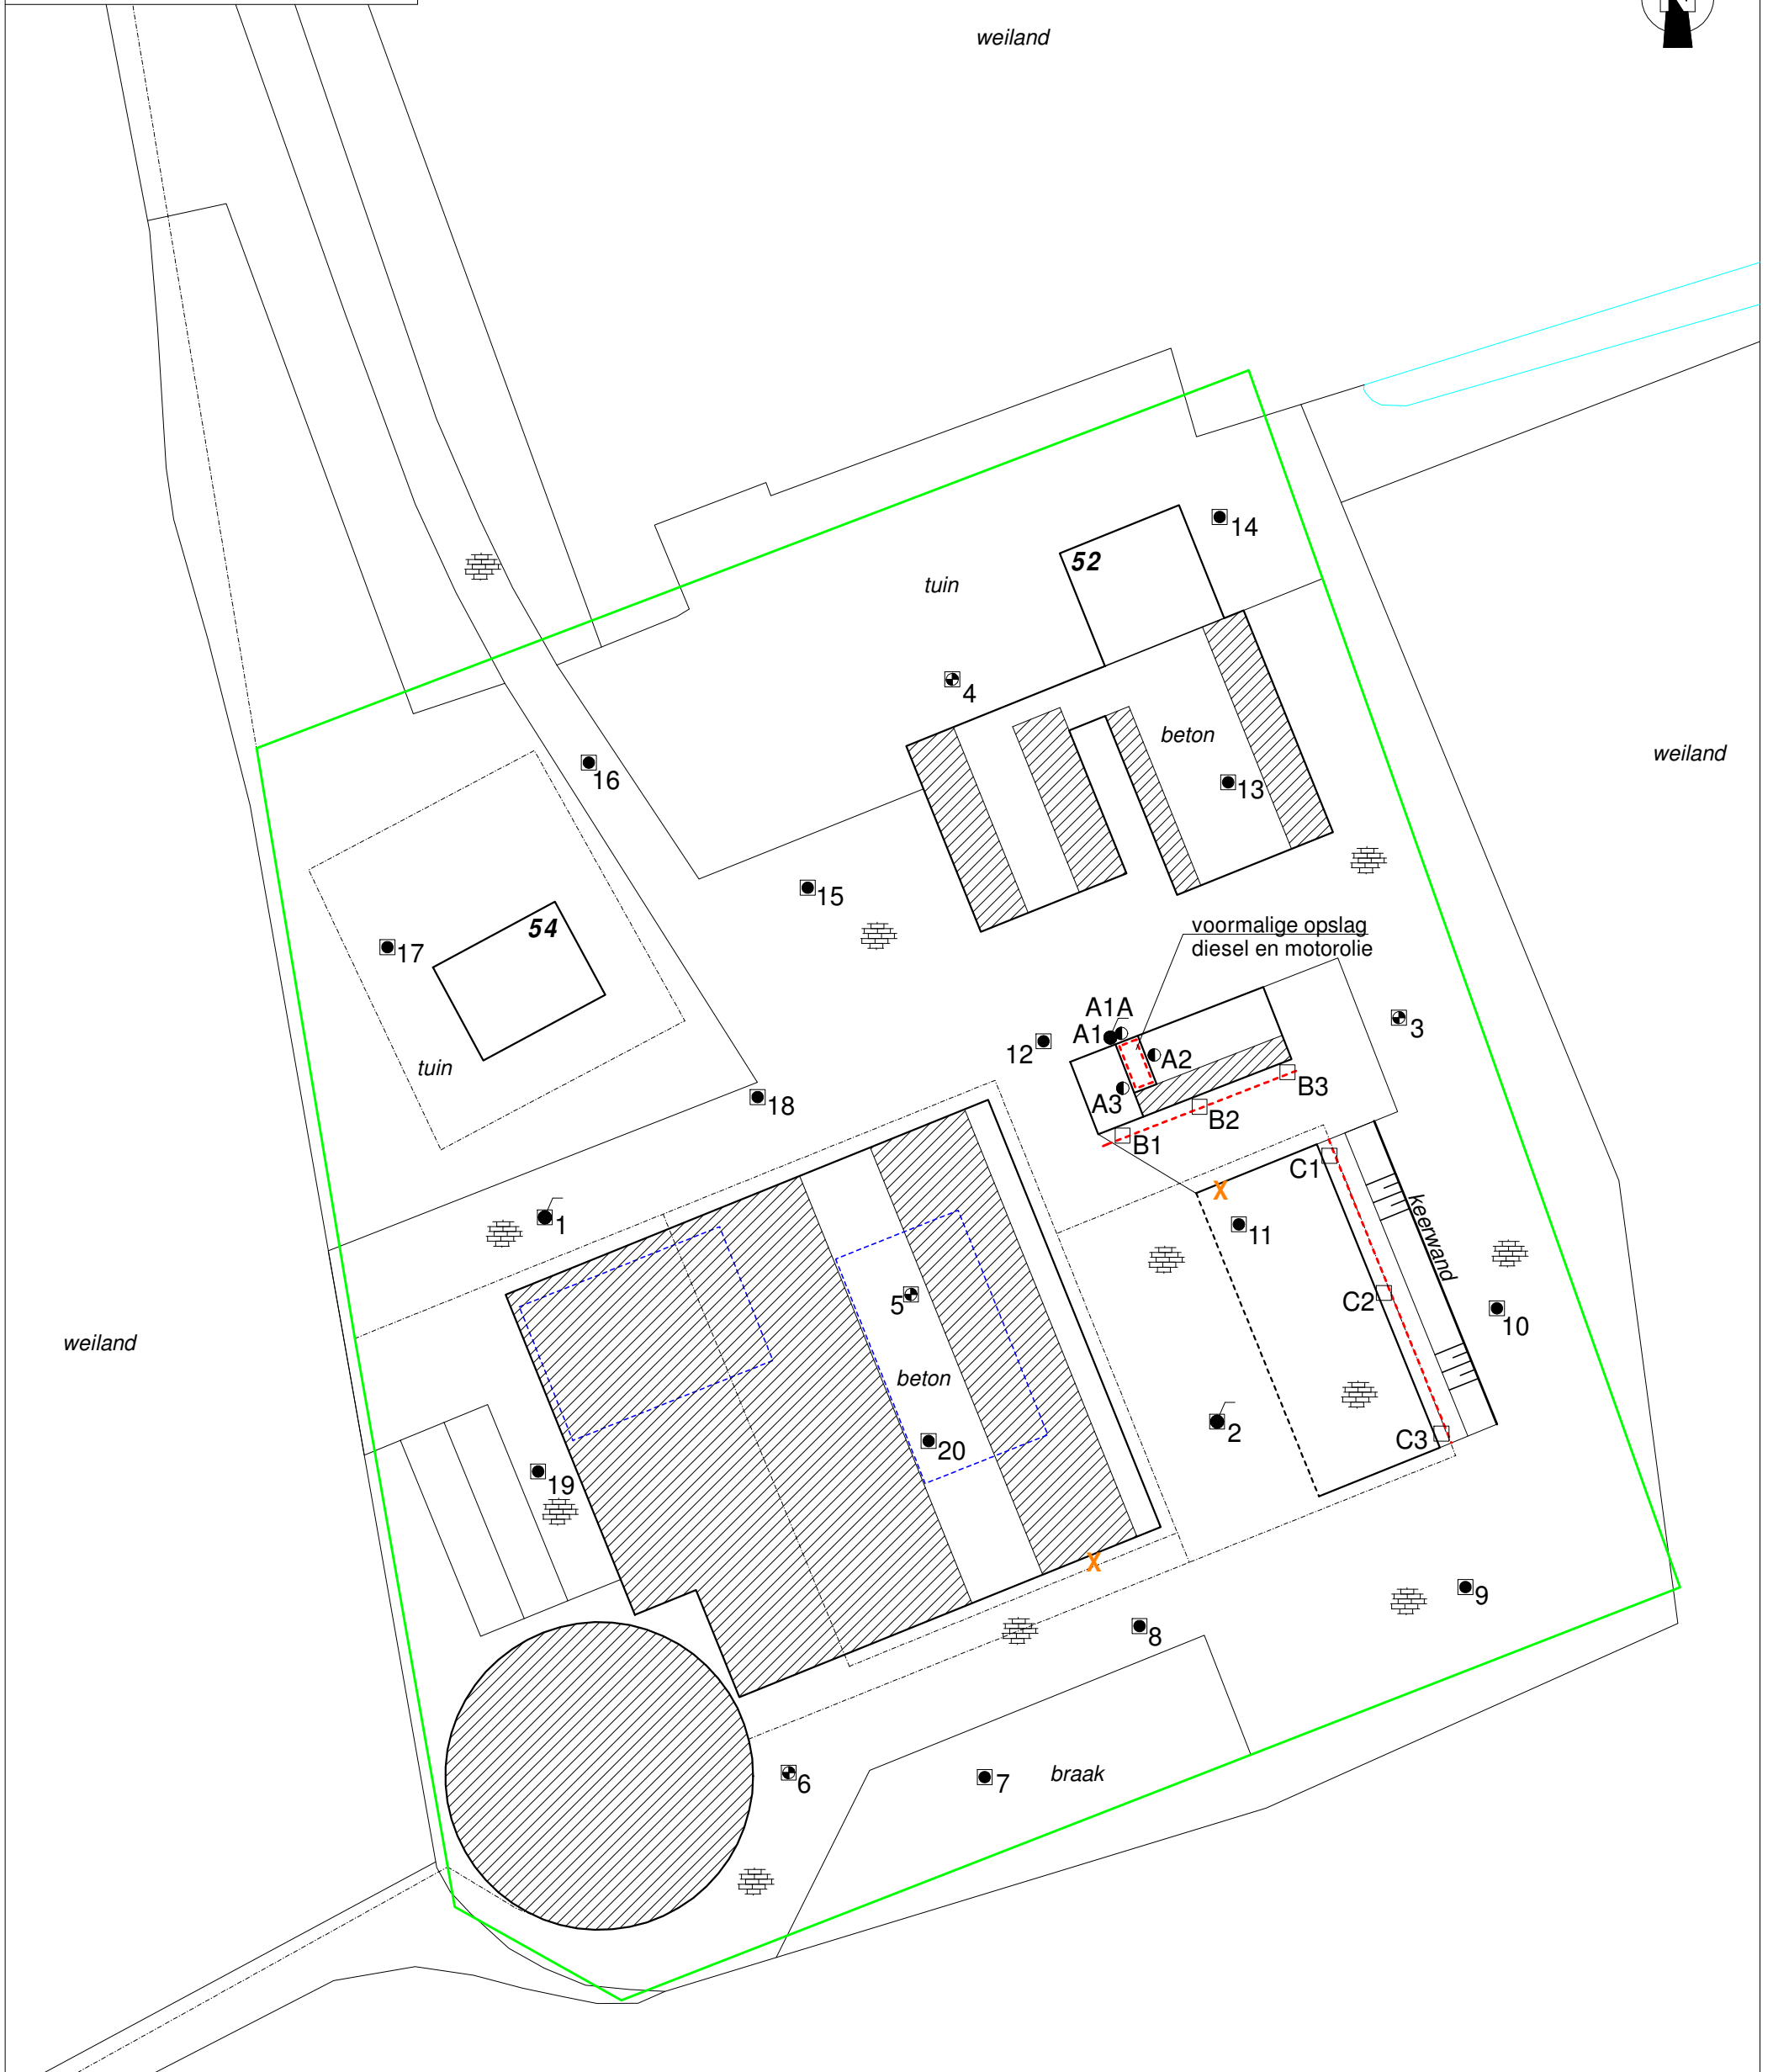 weiland
14
52
tuin
4
beton
weiland
16
13
15
voormalige opslag
diesel en motorolie
54
17
A1A
A1
3
12
A2
tuin
B3
A3
18
B2
B1
C1
X
1
11
keerwand
5
C2
10
weiland
beton
2
20
C3
19
X
9
8
6
7
braak